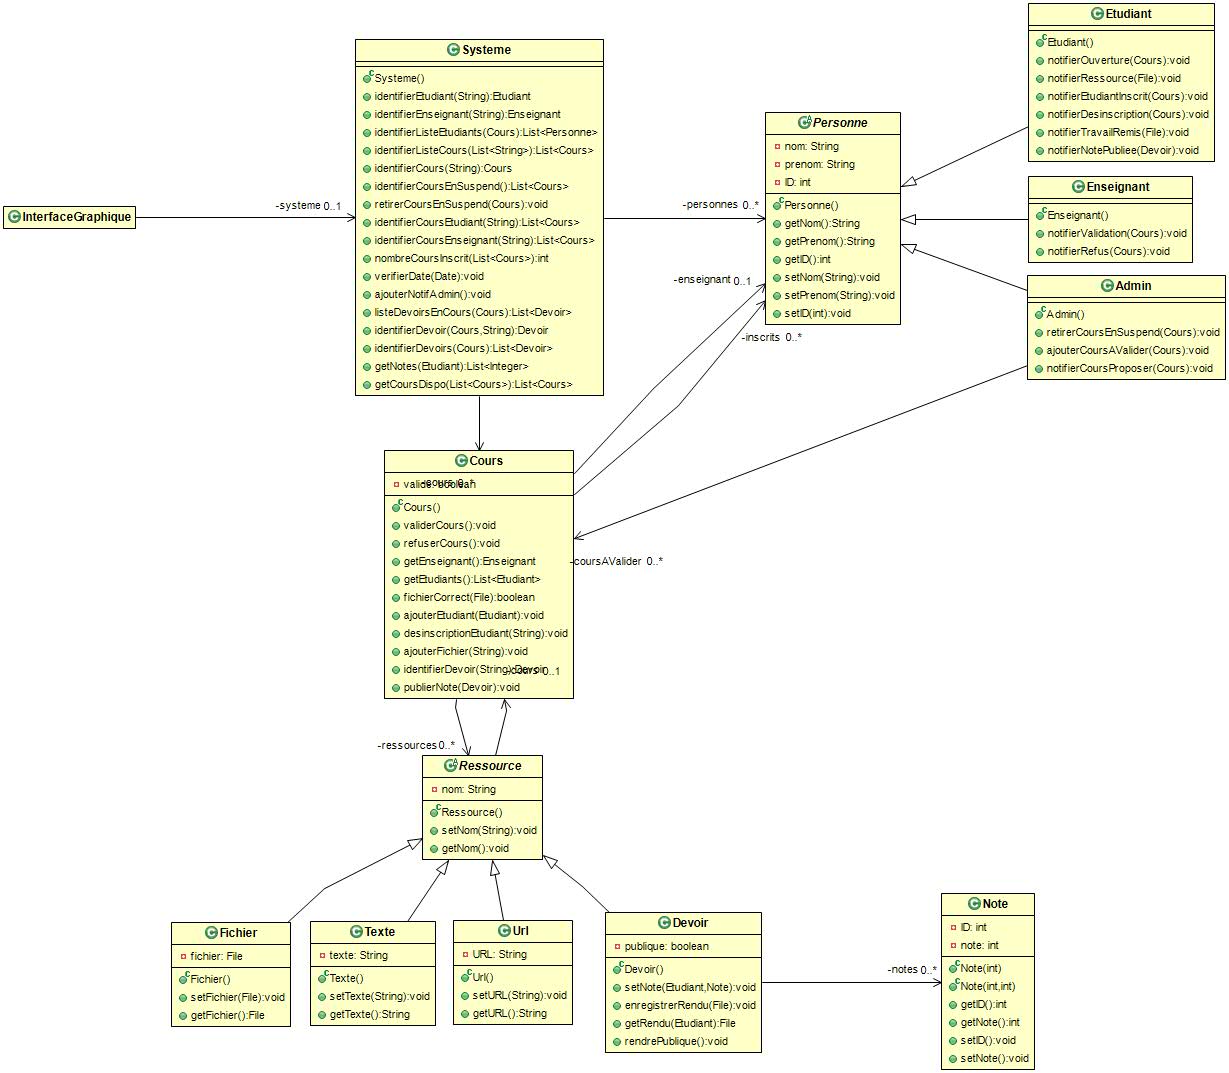 InterfaceGraphique
-systeme 0..1
Systeme
Systeme()
identifierEtudiant(String):Etudiant
identifierEnseignant(String):Enseignant
identifierListeEtudiants(Cours):List<Personne>
identifierListeCours(List<String>):List<Cours>
identifierCours(String):Cours
identifierCoursEnSuspend():List<Cours>
retirerCoursEnSuspend(Cours):void
identifierCoursEtudiant(String):List<Cours>
identifierCoursEnseignant(String):List<Cours>
nombreCoursInscrit(List<Cours>):int
verifierDate(Date):void
ajouterNotifAdmin():void
listeDevoirsEnCours(Cours):List<Devoir>
identifierDevoir(Cours,String):Devoir
identifierDevoirs(Cours):List<Devoir>
getNotes(Etudiant):List<Integer>
getCoursDispo(List<Cours>):List<Cours>
-personnes 0..*
-enseignant 0..1
-inscrits 0..*
Personne
nom: String
prenom: String
ID: int
Personne()
getNom():String
getPrenom():String
getID():int
setNom(String):void
setPrenom(String):void
setID(int):void
Etudiant
Etudiant()
notifierOuverture(Cours):void
notifierRessource(File):void
notifierEtudiantInscrit(Cours):void
notifierDesinscription(Cours):void
notifierTravailRemis(File):void
notifierNotePubliee(Devoir):void
Enseignant
Enseignant()
notifierValidation(Cours):void
notifierRefus(Cours):void
Admin
Admin()
retirerCoursEnSuspend(Cours):void
ajouterCoursAValider(Cours):void
notifierCoursProposer(Cours):void
-coursAValider 0..*
Cours
valide: boolean
-cours 0..*
Cours()
validerCours():void
refuserCours():void
getEnseignant():Enseignant
getEtudiants():List<Etudiant>
fichierCorrect(File):boolean
ajouterEtudiant(Etudiant):void
desinscriptionEtudiant(String):void
ajouterFichier(String):void
identifierDevoir(String):Devoir
-cours 0..1
publierNote(Devoir):void
-ressources 0..*
Ressource
nom: String
Ressource()
setNom(String):void
getNom():void
Fichier
fichier: File
Fichier()
setFichier(File):void
getFichier():File
Texte
texte: String
Texte()
setTexte(String):void
getTexte():String
Url
URL: String
Url()
setURL(String):void
getURL():String
Devoir
publique: boolean
Devoir()
setNote(Etudiant,Note):void
enregistrerRendu(File):void
getRendu(Etudiant):File
rendrePublique():void
-notes 0..*
Note
ID: int
note: int
Note(int)
Note(int,int)
getID():int
getNote():int
setID():void
setNote():void